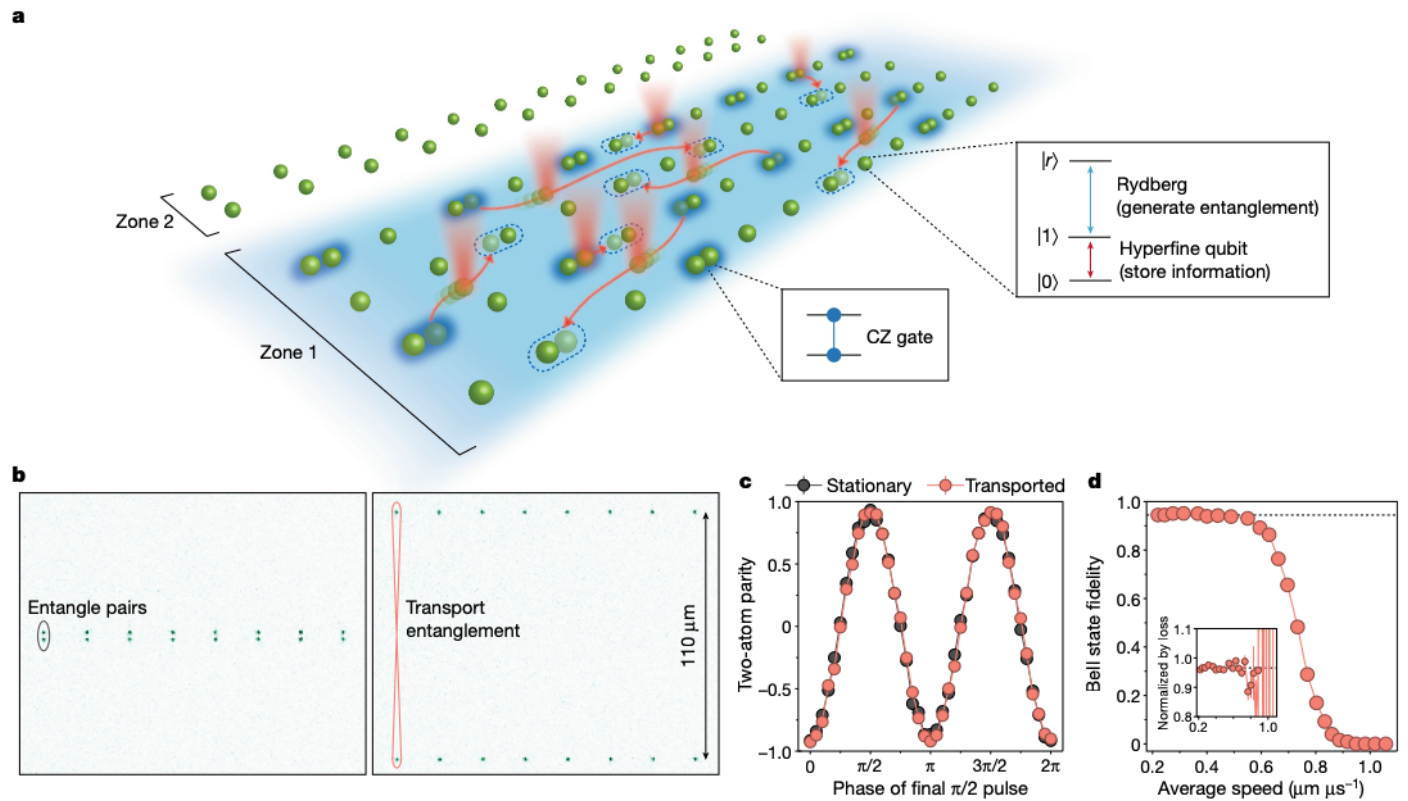 a
Zone 2
Zone 1
|r⟩
|1⟩
|0⟩
Rydberg
(generate entanglement)
Hyperfine qubit
(store information)
CZ gate
b
Entangle pairs
Transport
entanglement
110 μm
c
Stationary
Transported
Two-atom parity
1.0
0.5
0
−0.5
−1.0
0
π/2
π
3π/2
2π
Phase of final π/2 pulse
d
Bell state fidelity
1.0
0.8
0.6
0.4
0.2
0
0.2
0.4
0.6
0.8
1.0
Average speed (μm μs⁻¹)
Normalized by loss
1.1
1.0
0.9
0.8
0.2
1.0